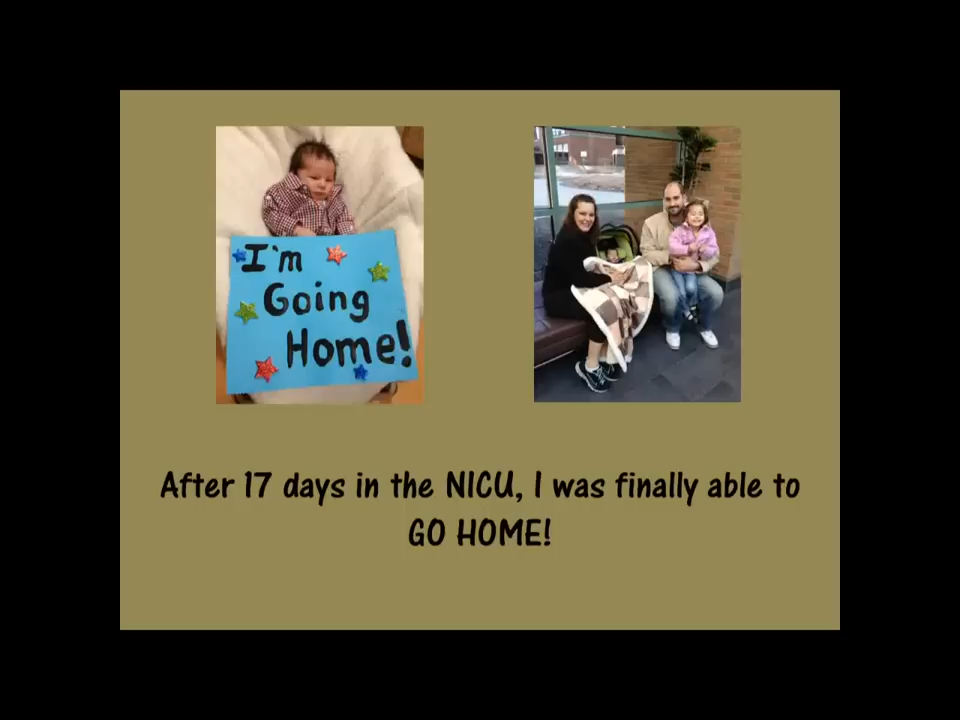 I'm
Going
Home!
After 17 days in the NICU, I was finally able to
GO HOME!